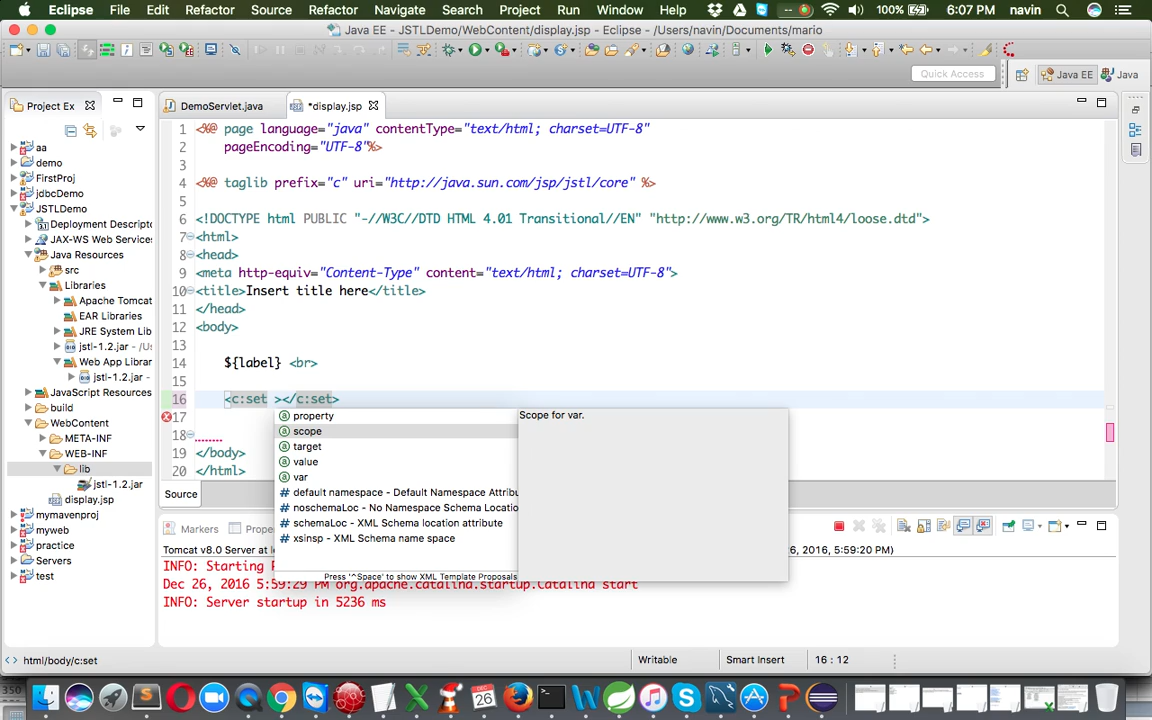 Eclipse File Edit Refactor Source Refactor Navigate Search Project Run Window Help 100% 6:07 PM navin
Java EE - JSTLDemo/WebContent/display.jsp - Eclipse - /Users/navin/Documents/mario
Quick Access Java EE Java
Project Ex
DemoServlet.java
*display.jsp
aa
demo
FirstProj
jdbcDemo
JSTLDemo
Deployment Descript
JAX-WS Web Services
Java Resources
src
Libraries
Apache Tomcat
EAR Libraries
JRE System Lib
jstl-1.2.jar - /Us
Web App Librar
jstl-1.2.jar -
JavaScript Resources
build
WebContent
META-INF
WEB-INF
lib
jstl-1.2.jar
display.jsp
mymavenproj
myweb
practice
Servers
test
1 <%@ page language="java" contentType="text/html; charset=UTF-8"
2 pageEncoding="UTF-8"%>
3
4 <%@ taglib prefix="c" uri="http://java.sun.com/jsp/jstl/core" %>
5
6 <!DOCTYPE html PUBLIC "-//W3C//DTD HTML 4.01 Transitional//EN" "http://www.w3.org/TR/html4/loose.dtd">
7 <html>
8 <head>
9 <meta http-equiv="Content-Type" content="text/html; charset=UTF-8">
10 <title>Insert title here</title>
11 </head>
12 <body>
13
14 ${label} <br>
15
16 <c:set ></c:set>
17
18
19 </body>
20 </html>
property
scope
target
value
var
default namespace - Default Namespace Attribu
noschemaLoc - No Namespace Schema Locatio
schemaLoc - XML Schema location attribute
xsinsp - XML Schema name space
Press '^Space' to show XML Template Proposals
Scope for var.
Source
Markers
Prope
Tomcat v8.0 Server at lo
6, 2016, 5:59:20 PM)
INFO: Starting P
Dec 26, 2016 5:59:29 PM org.apache.catalina.startup.Catalina start
INFO: Server startup in 5236 ms
html/body/c:set Writable Smart Insert 16 : 12
350
DEC
26